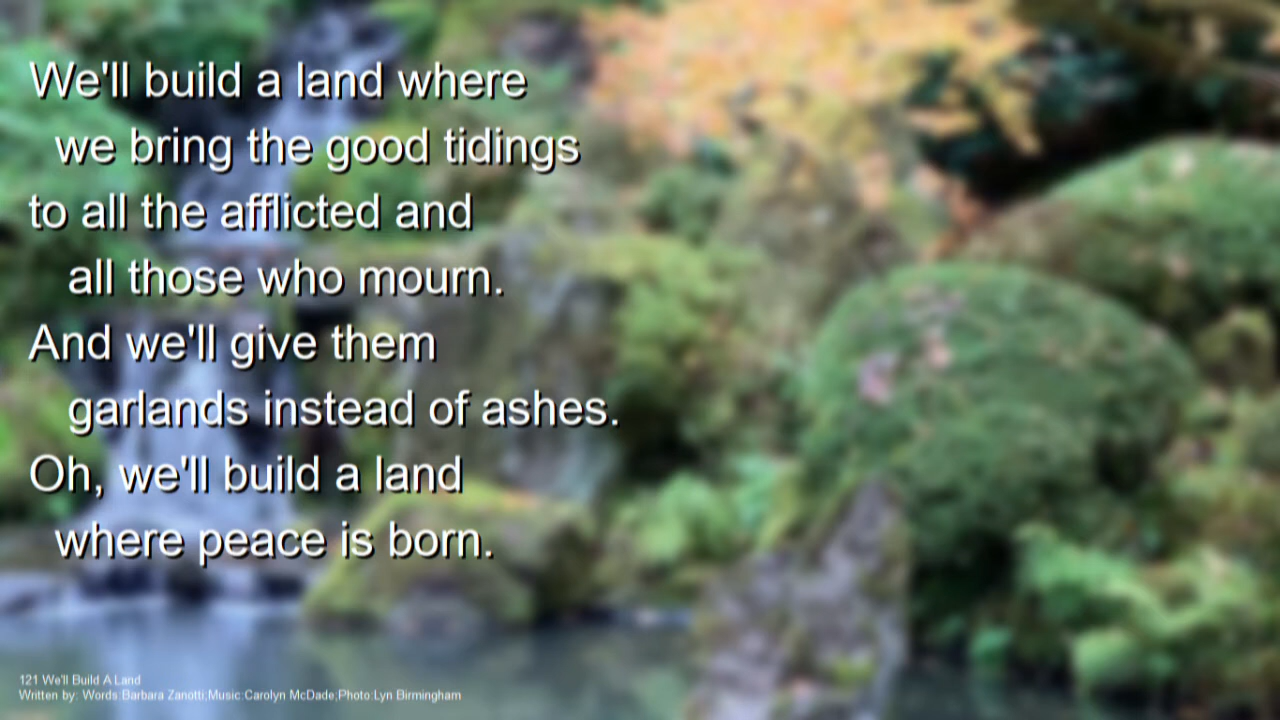 We'll build a land where
we bring the good tidings
to all the afflicted and
all those who mourn.
And we'll give them
garlands instead of ashes.
Oh, we'll build a land
where peace is born.
121 We'll Build A Land
Written by: Words:Barbara Zanotti;Music:Carolyn McDade,Photo:Lyn Birmingham